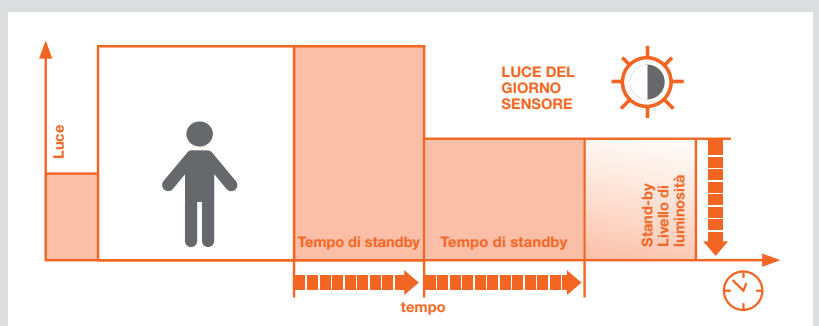 LUCE DEL
GIORNO
SENSORE
Luce
Tempo di standby
Tempo di standby
Stand-by
Livello di
luminosità
tempo